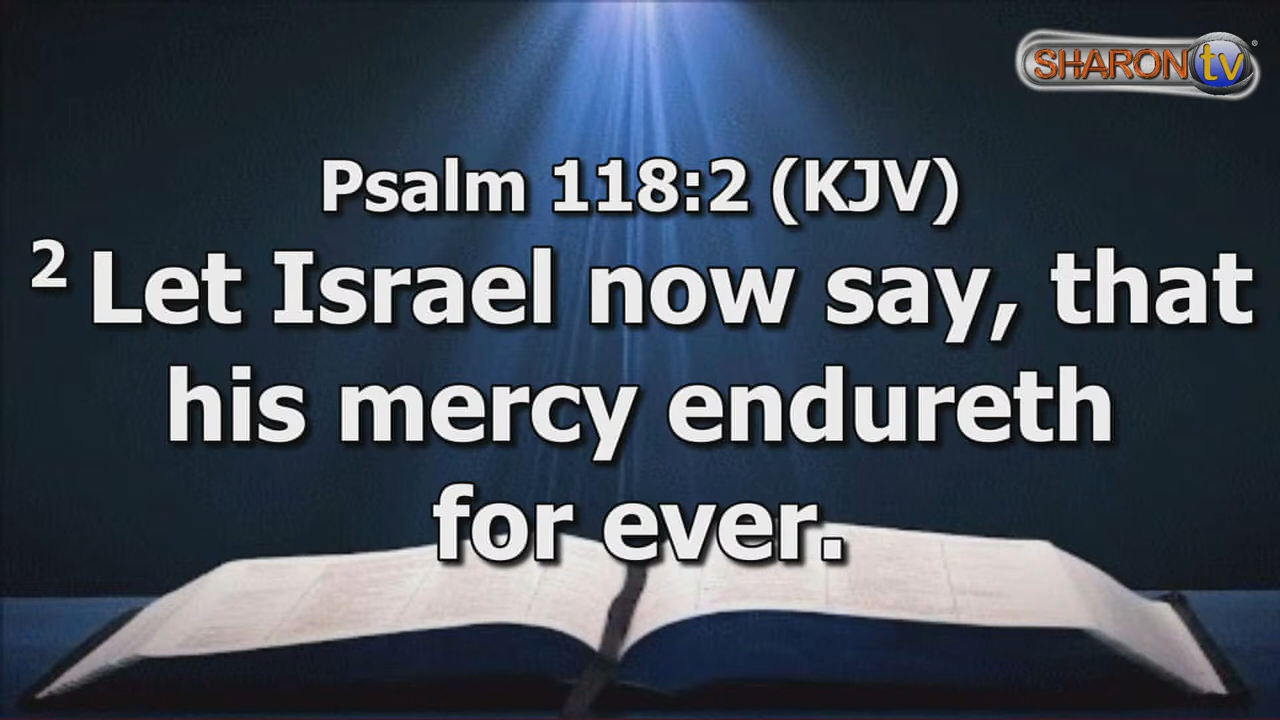 SHARON tv
Psalm 118:2 (KJV)
2 Let Israel now say, that
his mercy endureth
for ever.